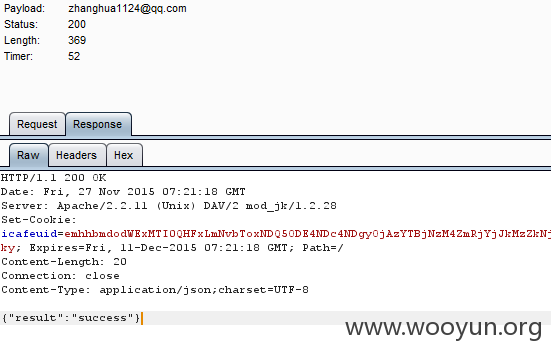 Payload: zhanghua1124@qq.com
Status: 200
Length: 369
Timer: 52
Request Response
Raw Headers Hex
HTTP/1.1 200 OK
Date: Fri, 27 Nov 2015 07:21:18 GMT
Server: Apache/2.2.11 (Unix) DAV/2 mod_jk/1.2.28
Set-Cookie:
ky; Expires=Fri, 11-Dec-2015 07:21:18 GMT; Path=/
Content-Length: 20
Connection: close
Content-Type: application/json;charset=UTF-8
{"result":"success"}
www.wooyun.org